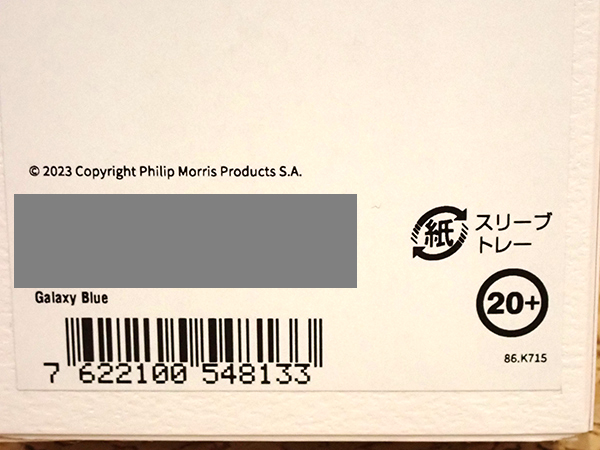 © 2023 Copyright Philip Morris Products S.A.
紙 スリーブ
トレー
Galaxy Blue
20+
7 622100 548133
86.K715